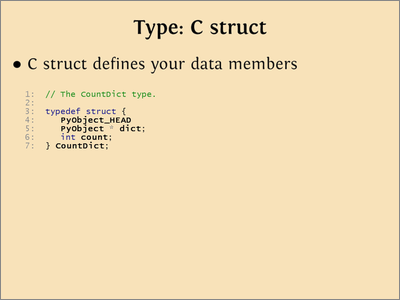 Type: C struct
● C struct defines your data members
1: // The CountDict type.
2:
3: typedef struct {
4: PyObject_HEAD
5: PyObject * dict;
6: int count;
7: } CountDict;